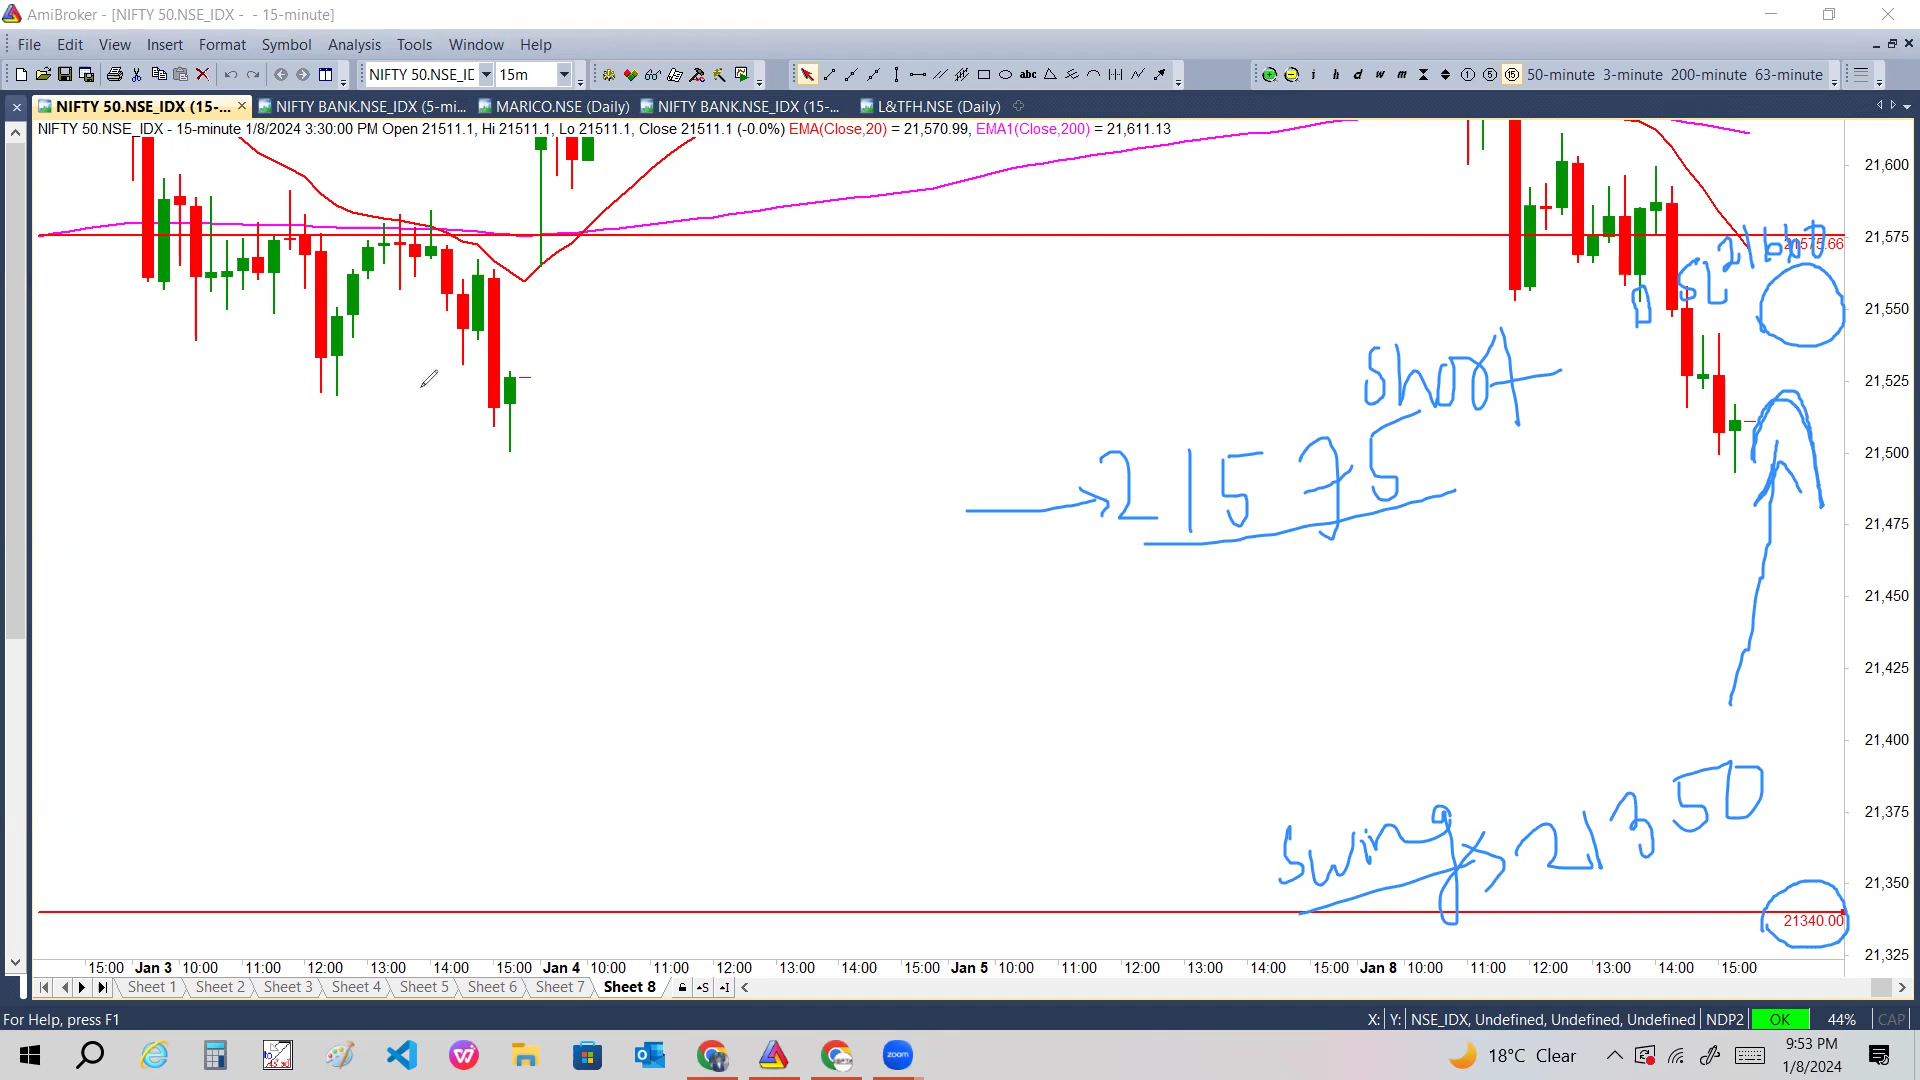 AmiBroker - [NIFTY 50.NSE_IDX - - 15-minute]
File Edit View Insert Format Symbol Analysis Tools Window Help
NIFTY 50.NSE_IC 15m
abc i h d w m 1 5 15 50-minute 3-minute 200-minute 63-minute
NIFTY 50.NSE_IDX (15-... NIFTY BANK.NSE_IDX (5-mi... MARICO.NSE (Daily) NIFTY BANK.NSE_IDX (15-... L&TFH.NSE (Daily)
NIFTY 50.NSE_IDX - 15-minute 1/8/2024 3:30:00 PM Open 21511.1, Hi 21511.1, Lo 21511.1, Close 21511.1 (-0.0%) EMA(Close,20) = 21,570.99, EMA1(Close,200) = 21,611.13
21,600
21,575
21575.66
SL
21,550
short
21,525
21575
21,500
21,475
21,450
21,425
21,400
21,375
swing 21350
21,350
21340.00
21,325
15:00 Jan 3 10:00 11:00 12:00 13:00 14:00 15:00 Jan 4 10:00 11:00 12:00 13:00 14:00 15:00 Jan 5 10:00 11:00 12:00 13:00 14:00 15:00 Jan 8 10:00 11:00 12:00 13:00 14:00 15:00
Sheet 1 Sheet 2 Sheet 3 Sheet 4 Sheet 5 Sheet 6 Sheet 7 Sheet 8
For Help, press F1
X: Y: NSE_IDX, Undefined, Undefined, Undefined NDP2 OK 44% CAP
zoom
18°C Clear
9:53 PM
1/8/2024